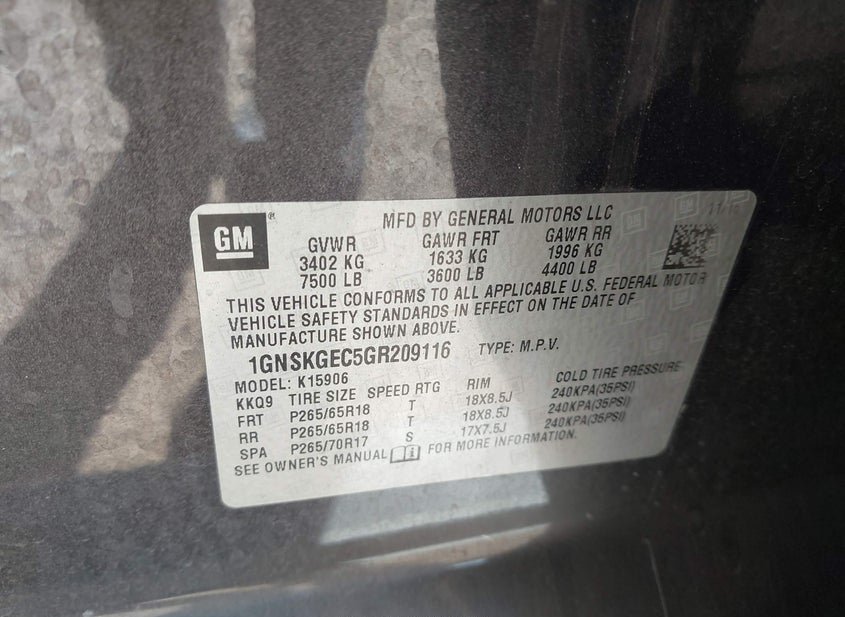 GM
®
MFD BY GENERAL MOTORS LLC
11/
GVWR GAWR FRT GAWR RR
3402 KG 1633 KG 1996 KG
7500 LB 3600 LB 4400 LB
THIS VEHICLE CONFORMS TO ALL APPLICABLE U.S. FEDERAL MOTOR
VEHICLE SAFETY STANDARDS IN EFFECT ON THE DATE OF
MANUFACTURE SHOWN ABOVE.
1GNSKGEC5GR209116 TYPE: M.P.V.
MODEL: K15906
KKQ9 TIRE SIZE SPEED RTG RIM COLD TIRE PRESSURE
FRT P265/65R18 T 18X8.5J 240KPA(35PSI)
RR P265/65R18 T 18X8.5J 240KPA(35PSI)
SPA P265/70R17 S 17X7.5J 240KPA(35PSI)
SEE OWNER'S MANUAL FOR MORE INFORMATION.